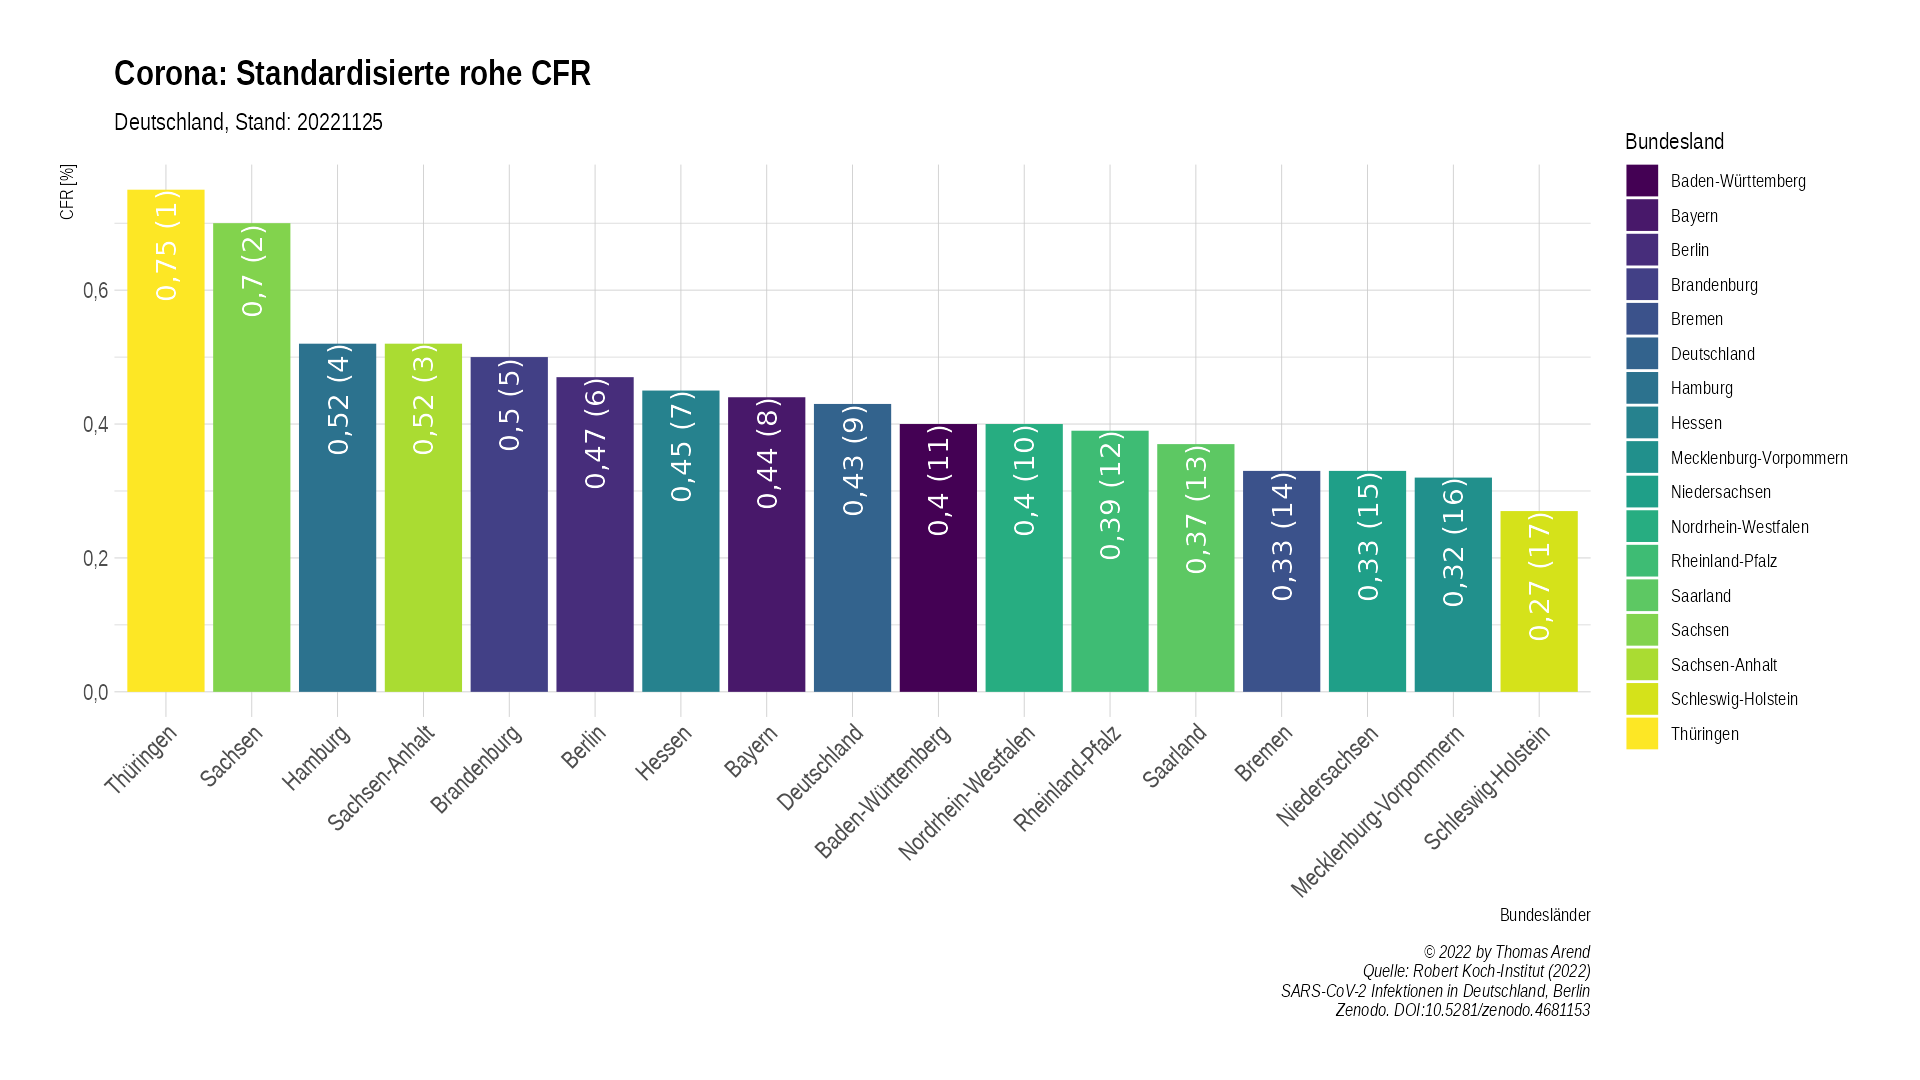 Corona: Standardisierte rohe CFR
Deutschland, Stand: 20221125
CFR [%]
0,6
0,4
0,2
0,0
0,75 (1)
0,7 (2)
0,52 (4)
0,52 (3)
0,5 (5)
0,47 (6)
0,45 (7)
0,44 (8)
0,43 (9)
0,4 (11)
0,4 (10)
0,39 (12)
0,37 (13)
0,33 (14)
0,33 (15)
0,32 (16)
0,27 (17)
Thüringen
Sachsen
Hamburg
Sachsen-Anhalt
Brandenburg
Berlin
Hessen
Bayern
Deutschland
Baden-Württemberg
Nordrhein-Westfalen
Rheinland-Pfalz
Saarland
Bremen
Niedersachsen
Mecklenburg-Vorpommern
Schleswig-Holstein
Bundesländer
Bundesland
Baden-Württemberg
Bayern
Berlin
Brandenburg
Bremen
Deutschland
Hamburg
Hessen
Mecklenburg-Vorpommern
Niedersachsen
Nordrhein-Westfalen
Rheinland-Pfalz
Saarland
Sachsen
Sachsen-Anhalt
Schleswig-Holstein
Thüringen
© 2022 by Thomas Arend
Quelle: Robert Koch-Institut (2022)
SARS-CoV-2 Infektionen in Deutschland, Berlin
Zenodo. DOI:10.5281/zenodo.4681153